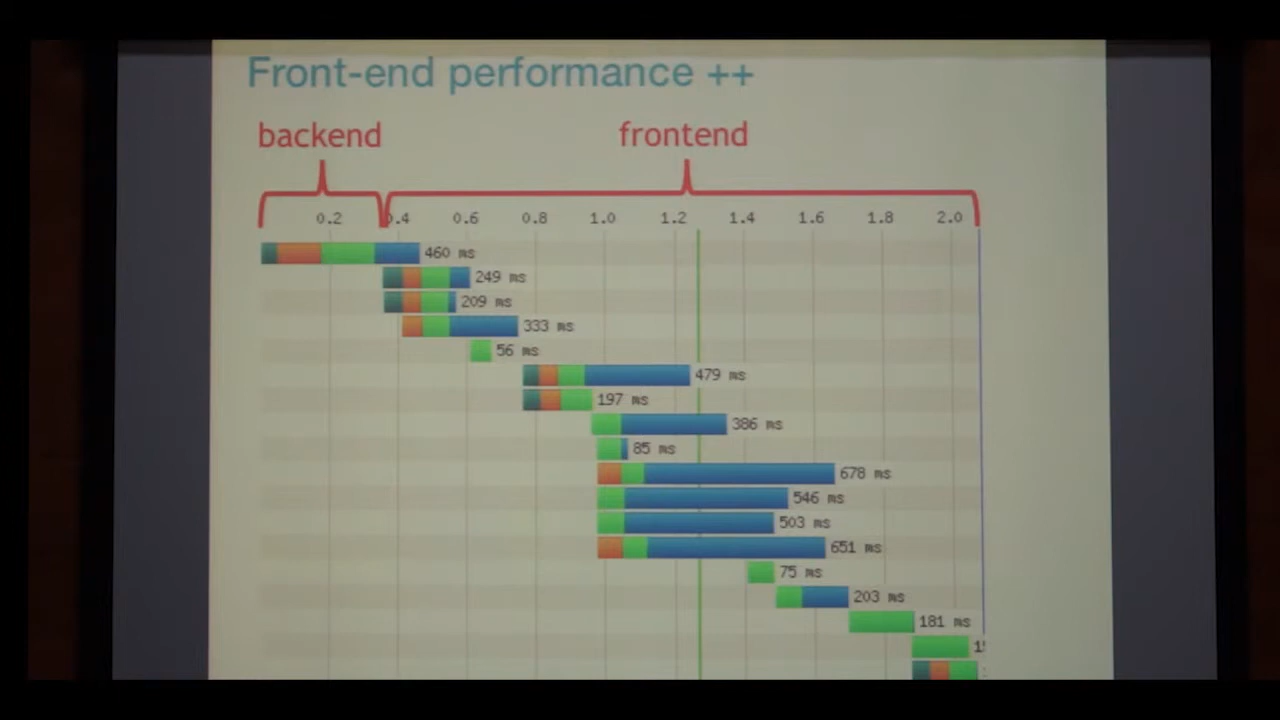 Front-end performance ++
backend
frontend
0.2 0.4 0.6 0.8 1.0 1.2 1.4 1.6 1.8 2.0
460 ms
249 ms
209 ms
333 ms
56 ms
479 ms
197 ms
386 ms
85 ms
678 ms
546 ms
503 ms
651 ms
75 ms
203 ms
181 ms